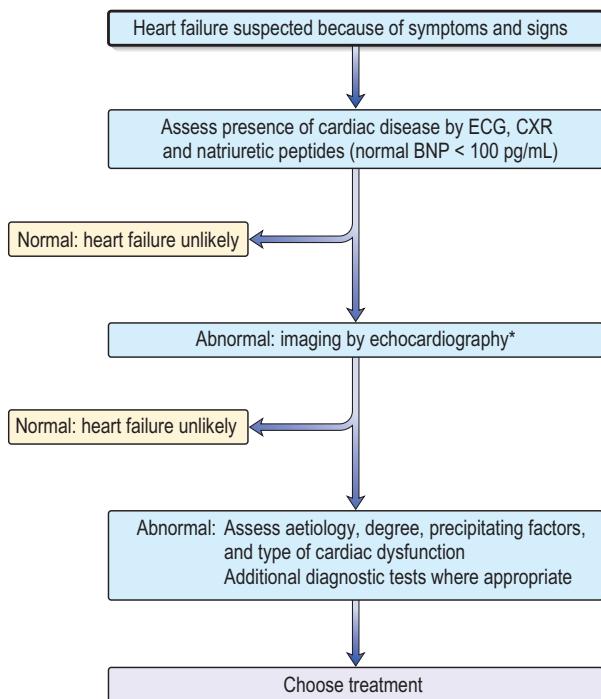 Heart failure suspected because of symptoms and signs
Assess presence of cardiac disease by ECG, CXR
and natriuretic peptides (normal BNP < 100 pg/mL)
Normal: heart failure unlikely
Abnormal: imaging by echocardiography*
Normal: heart failure unlikely
Abnormal: Assess aetiology, degree, precipitating factors,
and type of cardiac dysfunction
Additional diagnostic tests where appropriate
Choose treatment